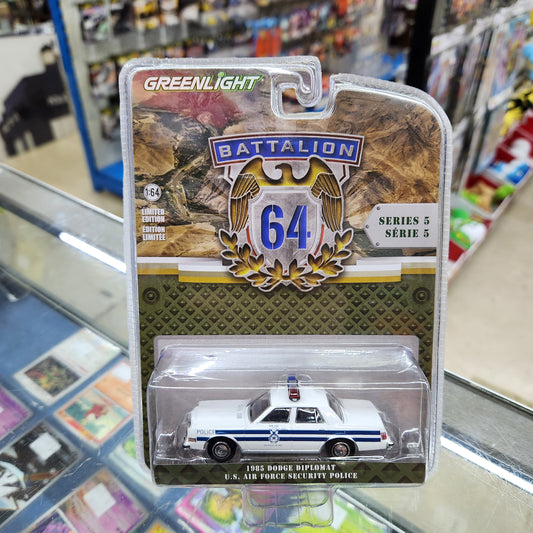 GREENLIGHT
BATTALION
64
1:64
LIMITED
EDITION
ÉDITION
LIMITÉE
SERIES 5
SÉRIE 5
POLICE
1985 DODGE DIPLOMAT
U.S. AIR FORCE SECURITY POLICE